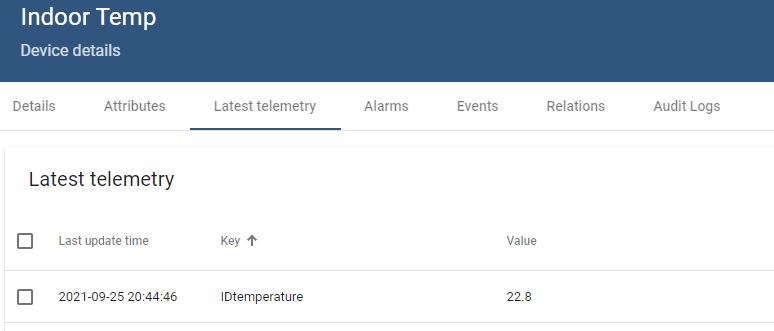 Indoor Temp
Device details
Details Attributes Latest telemetry Alarms Events Relations Audit Logs
Latest telemetry
Last update time Key Value
2021-09-25 20:44:46 IDtemperature 22.8